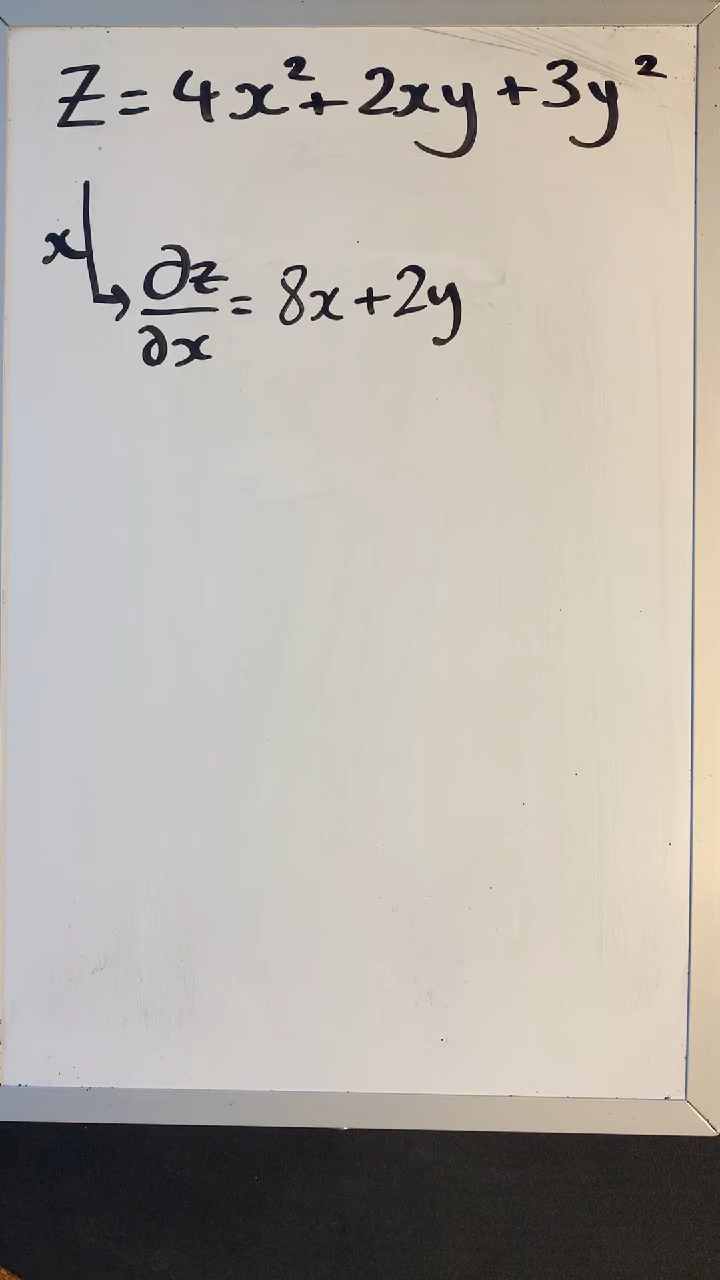 Z = 4x² + 2xy + 3y²
x
∂z/∂x = 8x + 2y